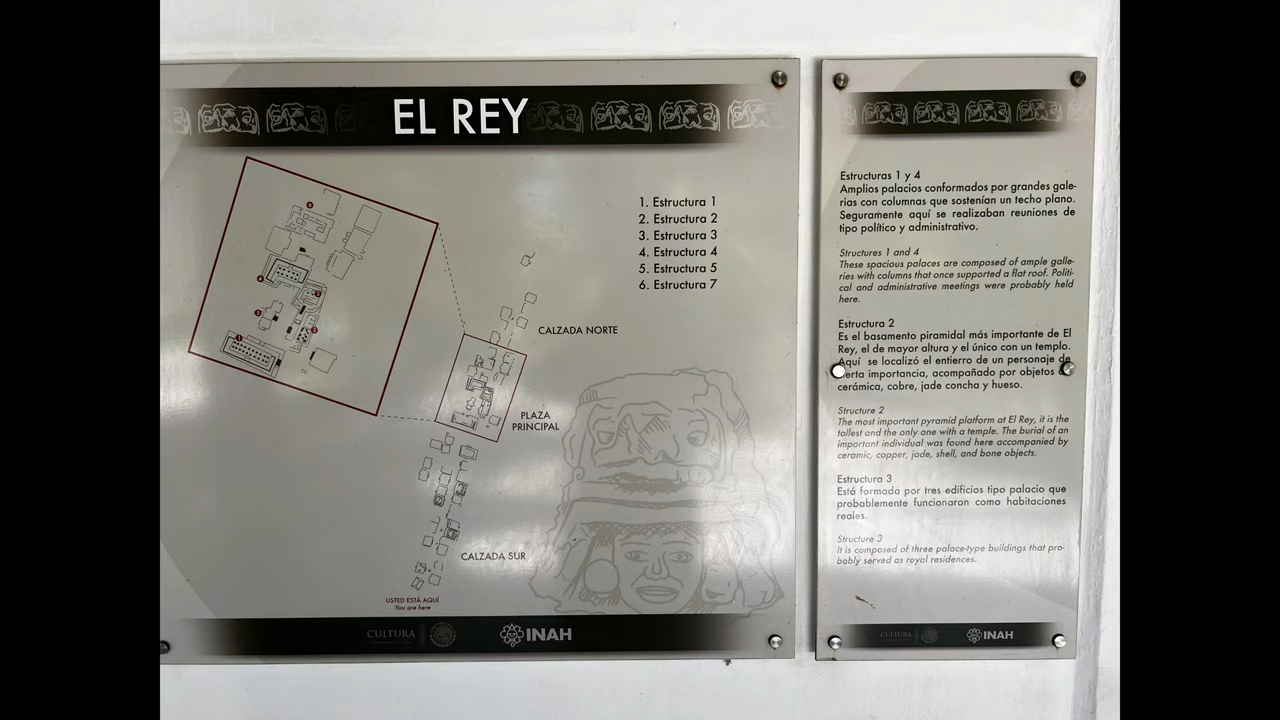 EL REY
1. Estructura 1
2. Estructura 2
3. Estructura 3
4. Estructura 4
5. Estructura 5
6. Estructura 7
CALZADA NORTE
PLAZA
PRINCIPAL
CALZADA SUR
USTED ESTÁ AQUÍ
You are here
CULTURA
INAH
Estructuras 1 y 4
Amplios palacios conformados por grandes gale-
rías con columnas que sostenían un techo plano.
Seguramente aquí se realizaban reuniones de
tipo político y administrativo.
Structures 1 and 4
These spacious palaces are composed of ample galle-
ries with columns that once supported a flat roof. Politi-
cal and administrative meetings were probably held
here.
Estructura 2
Es el basamento piramidal más importante de El
Rey, el de mayor altura y el único con un templo.
Aquí se localizó el entierro de un personaje de
importancia, acompañado por objetos
cerámica, cobre, jade concha y hueso.
Structure 2
The most important pyramid platform at El Rey, it is the
tallest and the only one with a temple. The burial of an
important individual was found here accompanied by
ceramic, copper, jade, shell, and bone objects.
Estructura 3
Está formada por tres edificios tipo palacio que
probablemente funcionaron como habitaciones
reales.
Structure 3
It is composed of three palace-type buildings that pro-
bably served as royal residences.
CULTURA
INAH